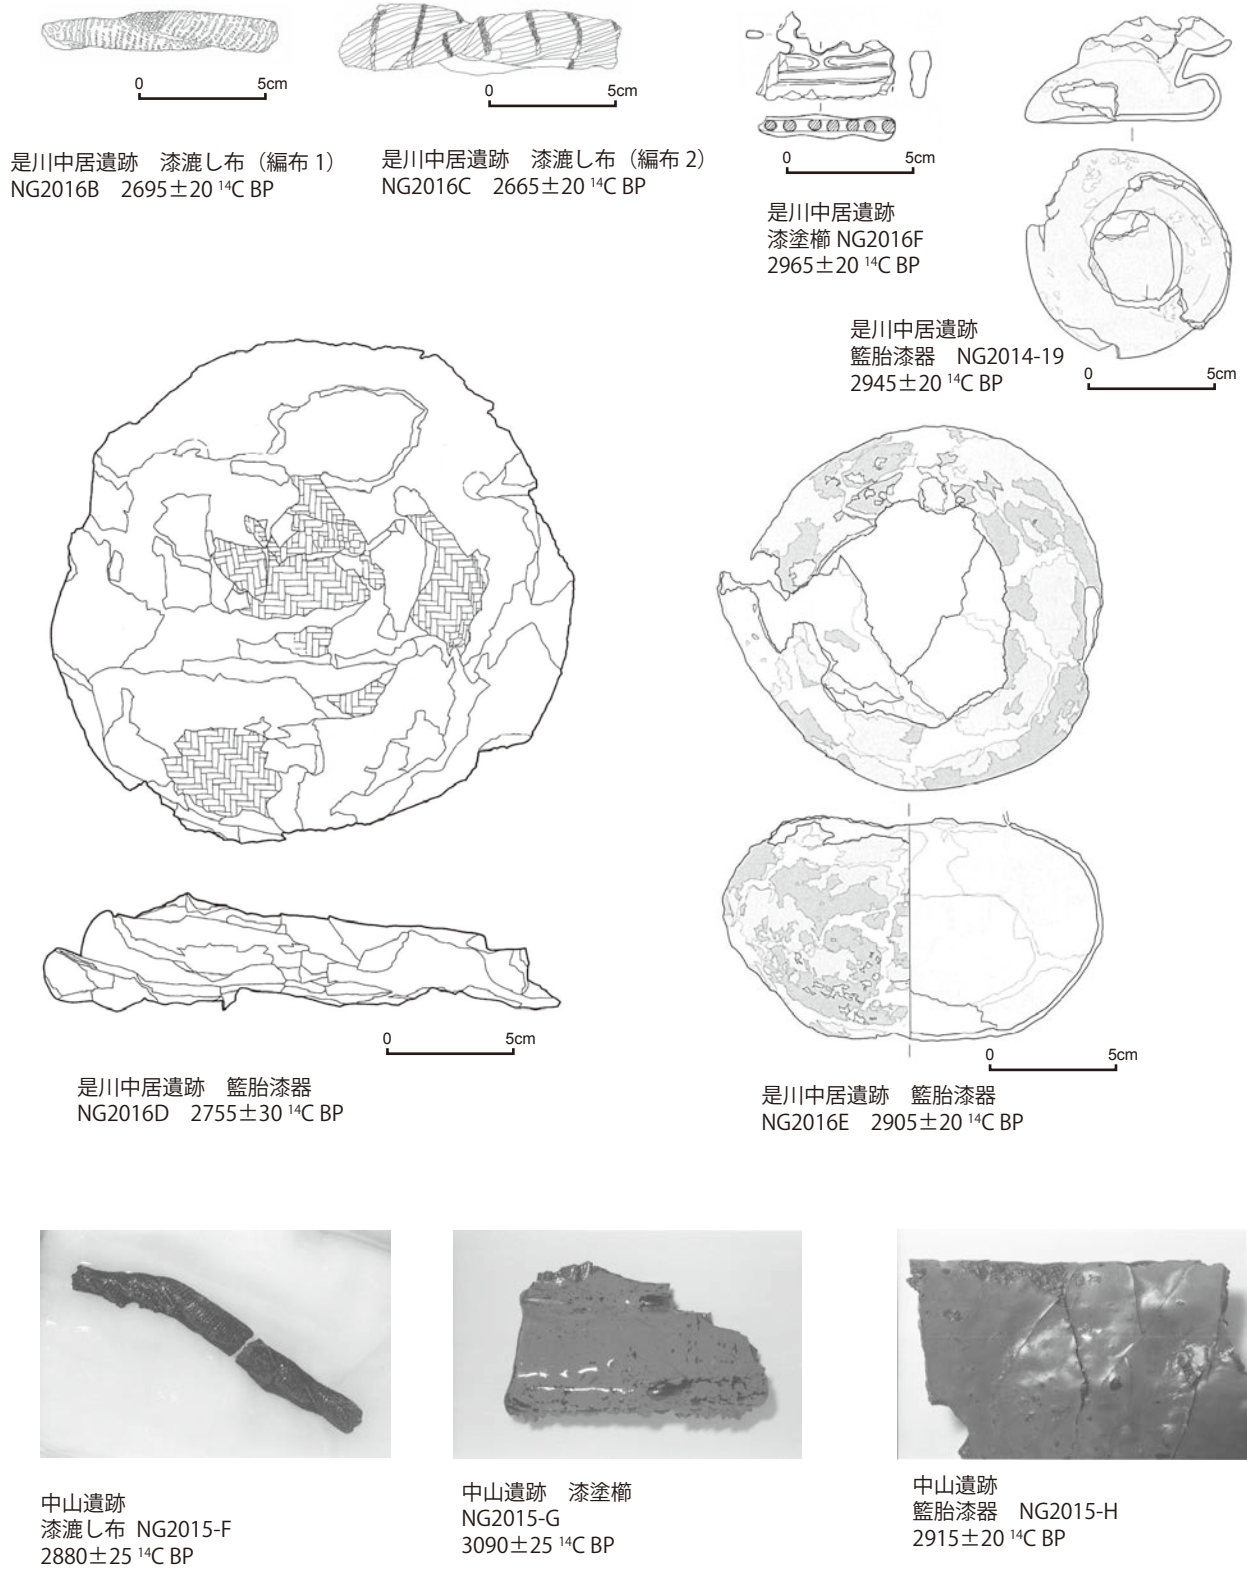 0 5cm
是川中居遺跡　漆漉し布（編布 1）
NG2016B　2695±20 ¹⁴C BP
0 5cm
是川中居遺跡　漆漉し布（編布 2）
NG2016C　2665±20 ¹⁴C BP
0 5cm
是川中居遺跡
漆塗櫛 NG2016F
2965±20 ¹⁴C BP
是川中居遺跡
籃胎漆器　NG2014-19
2945±20 ¹⁴C BP
0 5cm
0 5cm
是川中居遺跡　籃胎漆器
NG2016D　2755±30 ¹⁴C BP
0 5cm
是川中居遺跡　籃胎漆器
NG2016E　2905±20 ¹⁴C BP
中山遺跡
漆漉し布 NG2015-F
2880±25 ¹⁴C BP
中山遺跡　漆塗櫛
NG2015-G
3090±25 ¹⁴C BP
中山遺跡
籃胎漆器　NG2015-H
2915±20 ¹⁴C BP